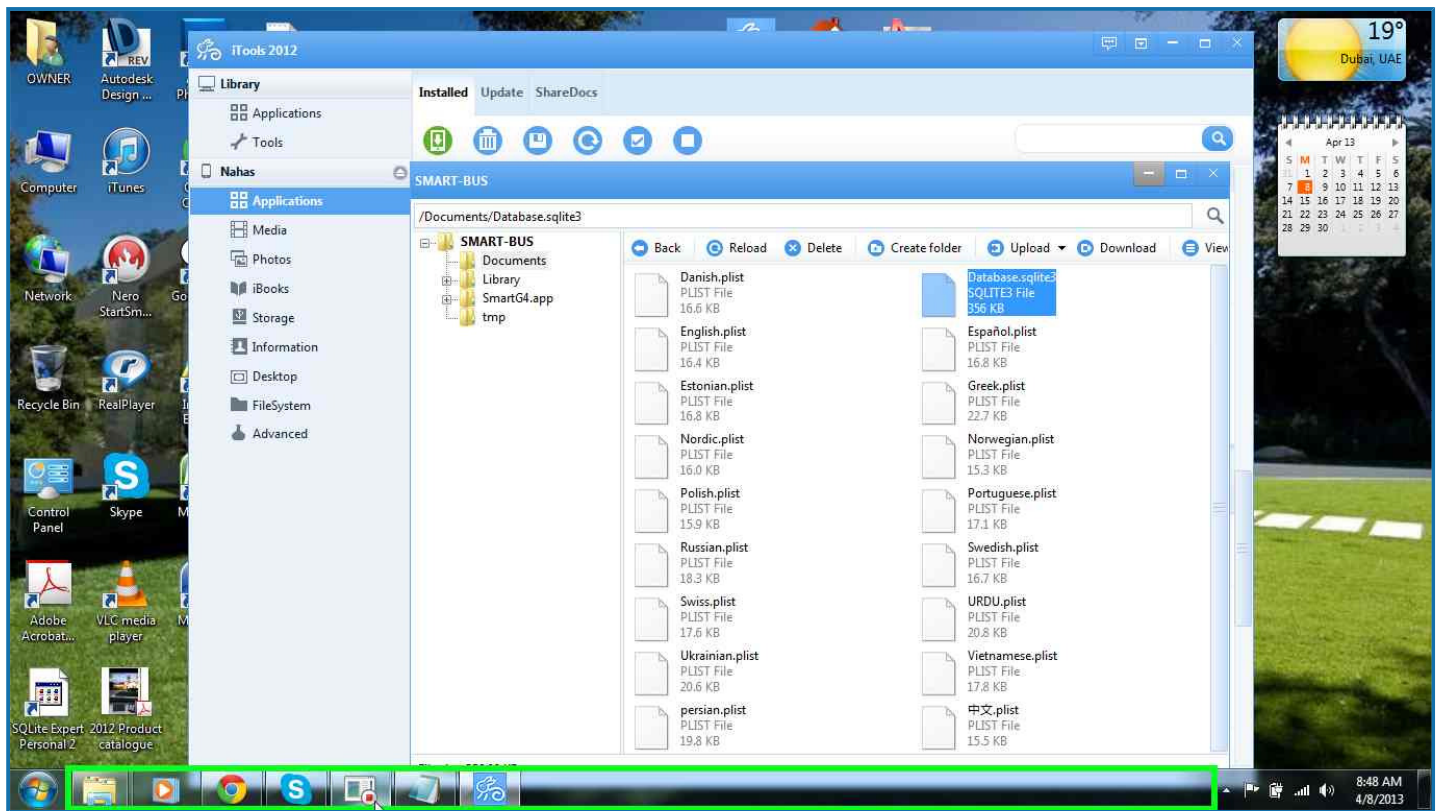 OWNER
REV
Autodesk
Design ...
Computer
iTunes
Network
Nero
StartSm...
Go
Recycle Bin
RealPlayer
Control
Panel
Skype
Adobe
Acrobat...
VLC media
player
SQLite Expert
Personal 2
2012 Product
catalogue
iTools 2012
Library
Applications
Tools
Nahas
Applications
Media
Photos
iBooks
Storage
Information
Desktop
FileSystem
Advanced
Installed Update ShareDocs
SMART-BUS
/Documents/Database.sqlite3
SMART-BUS
Documents
Library
SmartG4.app
tmp
Back Reload Delete Create folder Upload Download View
Danish.plist
PLIST File
16.6 KB
Database.sqlite3
SQLITE3 File
356 KB
English.plist
PLIST File
16.4 KB
Español.plist
PLIST File
16.8 KB
Estonian.plist
PLIST File
16.8 KB
Greek.plist
PLIST File
22.7 KB
Nordic.plist
PLIST File
16.0 KB
Norwegian.plist
PLIST File
15.3 KB
Polish.plist
PLIST File
15.9 KB
Portuguese.plist
PLIST File
17.1 KB
Russian.plist
PLIST File
18.3 KB
Swedish.plist
PLIST File
16.7 KB
Swiss.plist
PLIST File
17.6 KB
URDU.plist
PLIST File
20.8 KB
Ukrainian.plist
PLIST File
20.6 KB
Vietnamese.plist
PLIST File
17.8 KB
persian.plist
PLIST File
19.8 KB
中文.plist
PLIST File
15.5 KB
19°
Dubai, UAE
Apr 13
S M T W T F S
31 1 2 3 4 5 6
7 8 9 10 11 12 13
14 15 16 17 18 19 20
21 22 23 24 25 26 27
28 29 30 1 2 3 4
8:48 AM
4/8/2013